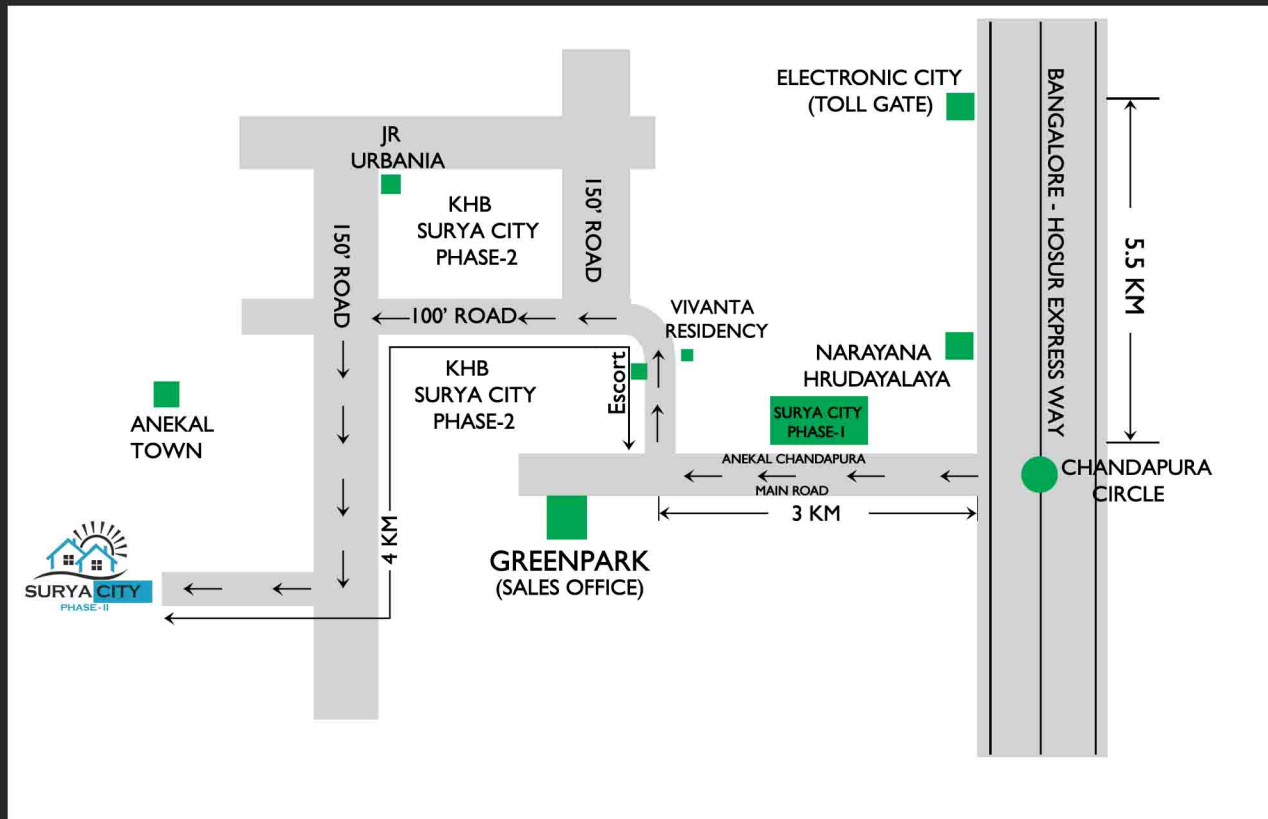 ELECTRONIC CITY
(TOLL GATE)
BANGALORE - HOSUR EXPRESS WAY
5.5 KM
JR
URBANIA
KHB
SURYA CITY
PHASE-2
150' ROAD
150' ROAD
100' ROAD
VIVANTA
RESIDENCY
NARAYANA
HRUDAYALAYA
KHB
SURYA CITY
PHASE-2
Escort
SURYA CITY
PHASE-I
ANEKAL
TOWN
ANEKAL CHANDAPURA
MAIN ROAD
CHANDAPURA
CIRCLE
3 KM
4 KM
GREENPARK
(SALES OFFICE)
SURYA CITY
PHASE-II